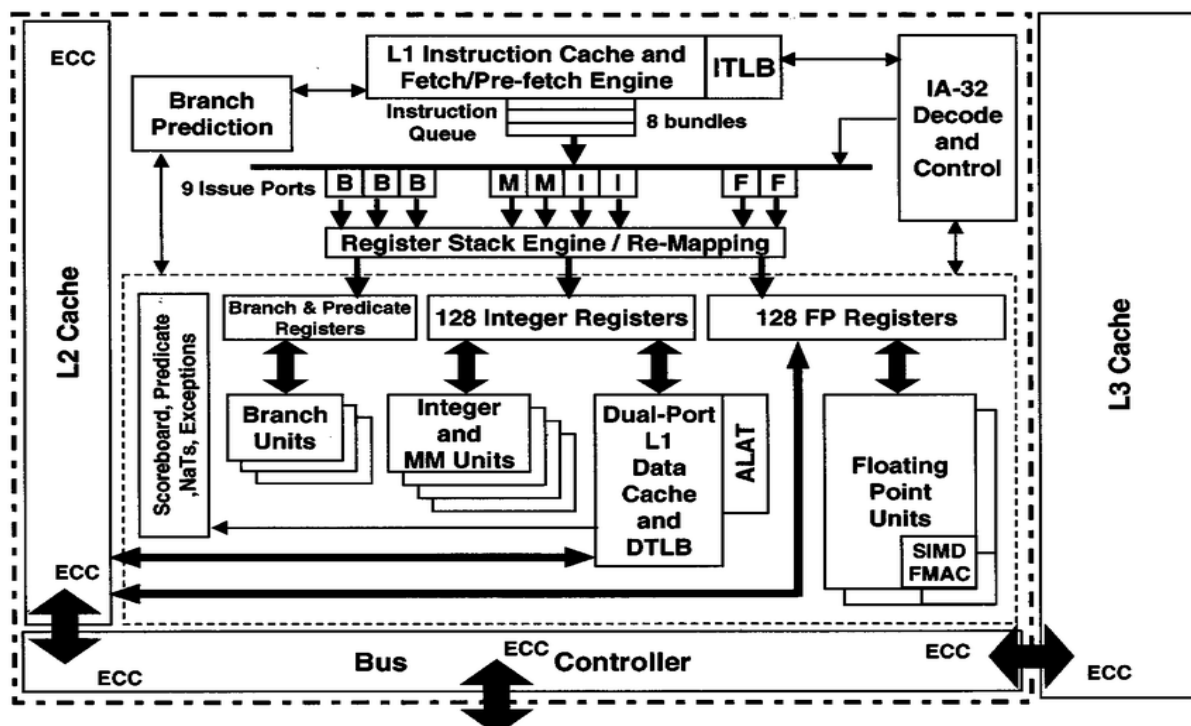 ECC
L2 Cache
ECC
L1 Instruction Cache and
Fetch/Pre-fetch Engine
ITLB
Branch
Prediction
Instruction
Queue
8 bundles
IA-32
Decode
and
Control
9 Issue Ports
B B B M M I I F F
Register Stack Engine / Re-Mapping
Branch & Predicate
Registers
128 Integer Registers
128 FP Registers
Scoreboard, Predicate
,NaTs, Exceptions
Branch
Units
Integer
and
MM Units
Dual-Port
L1
Data
Cache
and
DTLB
ALAT
Floating
Point
Units
SIMD
FMAC
L3 Cache
ECC
Bus Controller
ECC
ECC
ECC